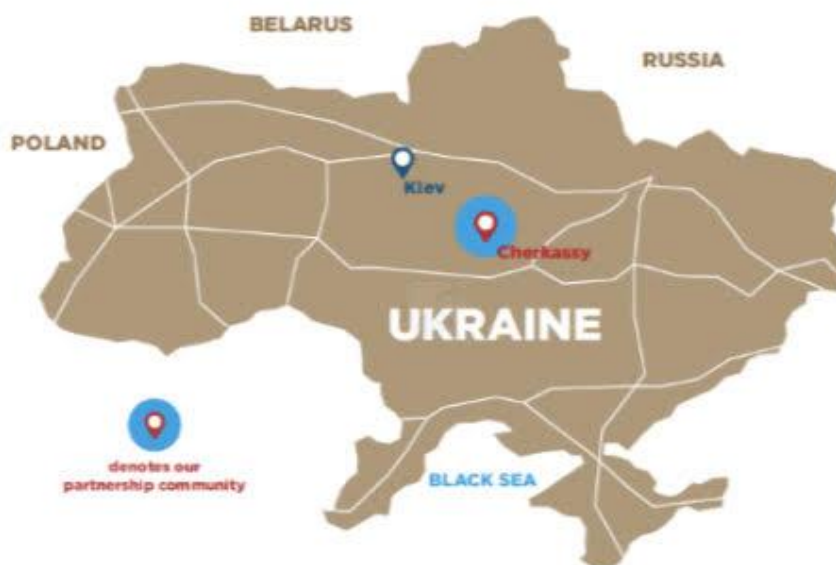 BELARUS
RUSSIA
POLAND
Kiev
Cherkassy
UKRAINE
denotes our
partnership community
BLACK SEA